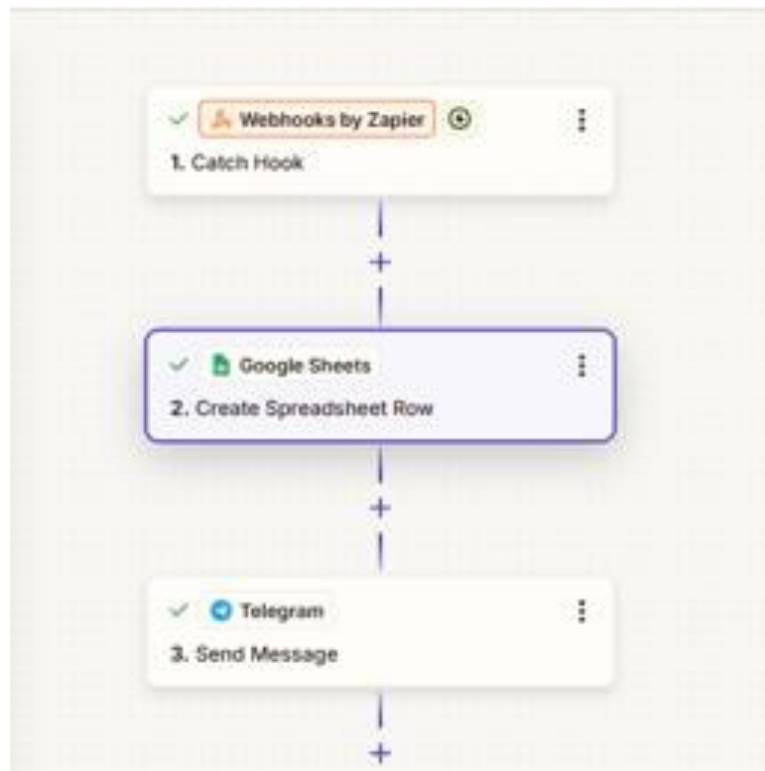 Webhooks by Zapier
1. Catch Hook
Google Sheets
2. Create Spreadsheet Row
Telegram
3. Send Message